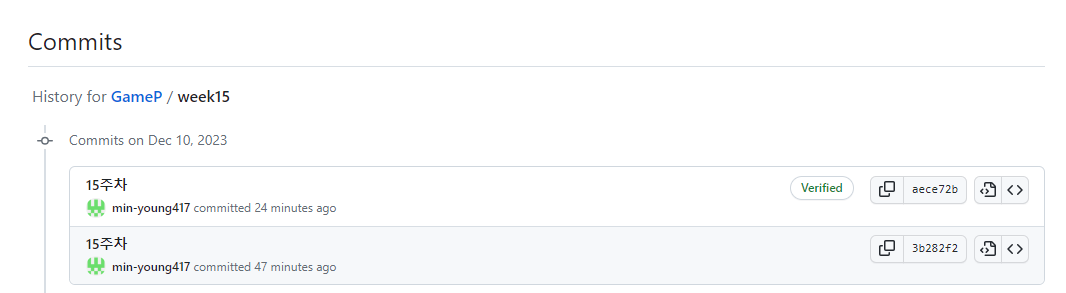 Commits
History for GameP / week15
Commits on Dec 10, 2023
15주차
Verified
aece72b
min-young417 committed 24 minutes ago
15주차
3b282f2
min-young417 committed 47 minutes ago